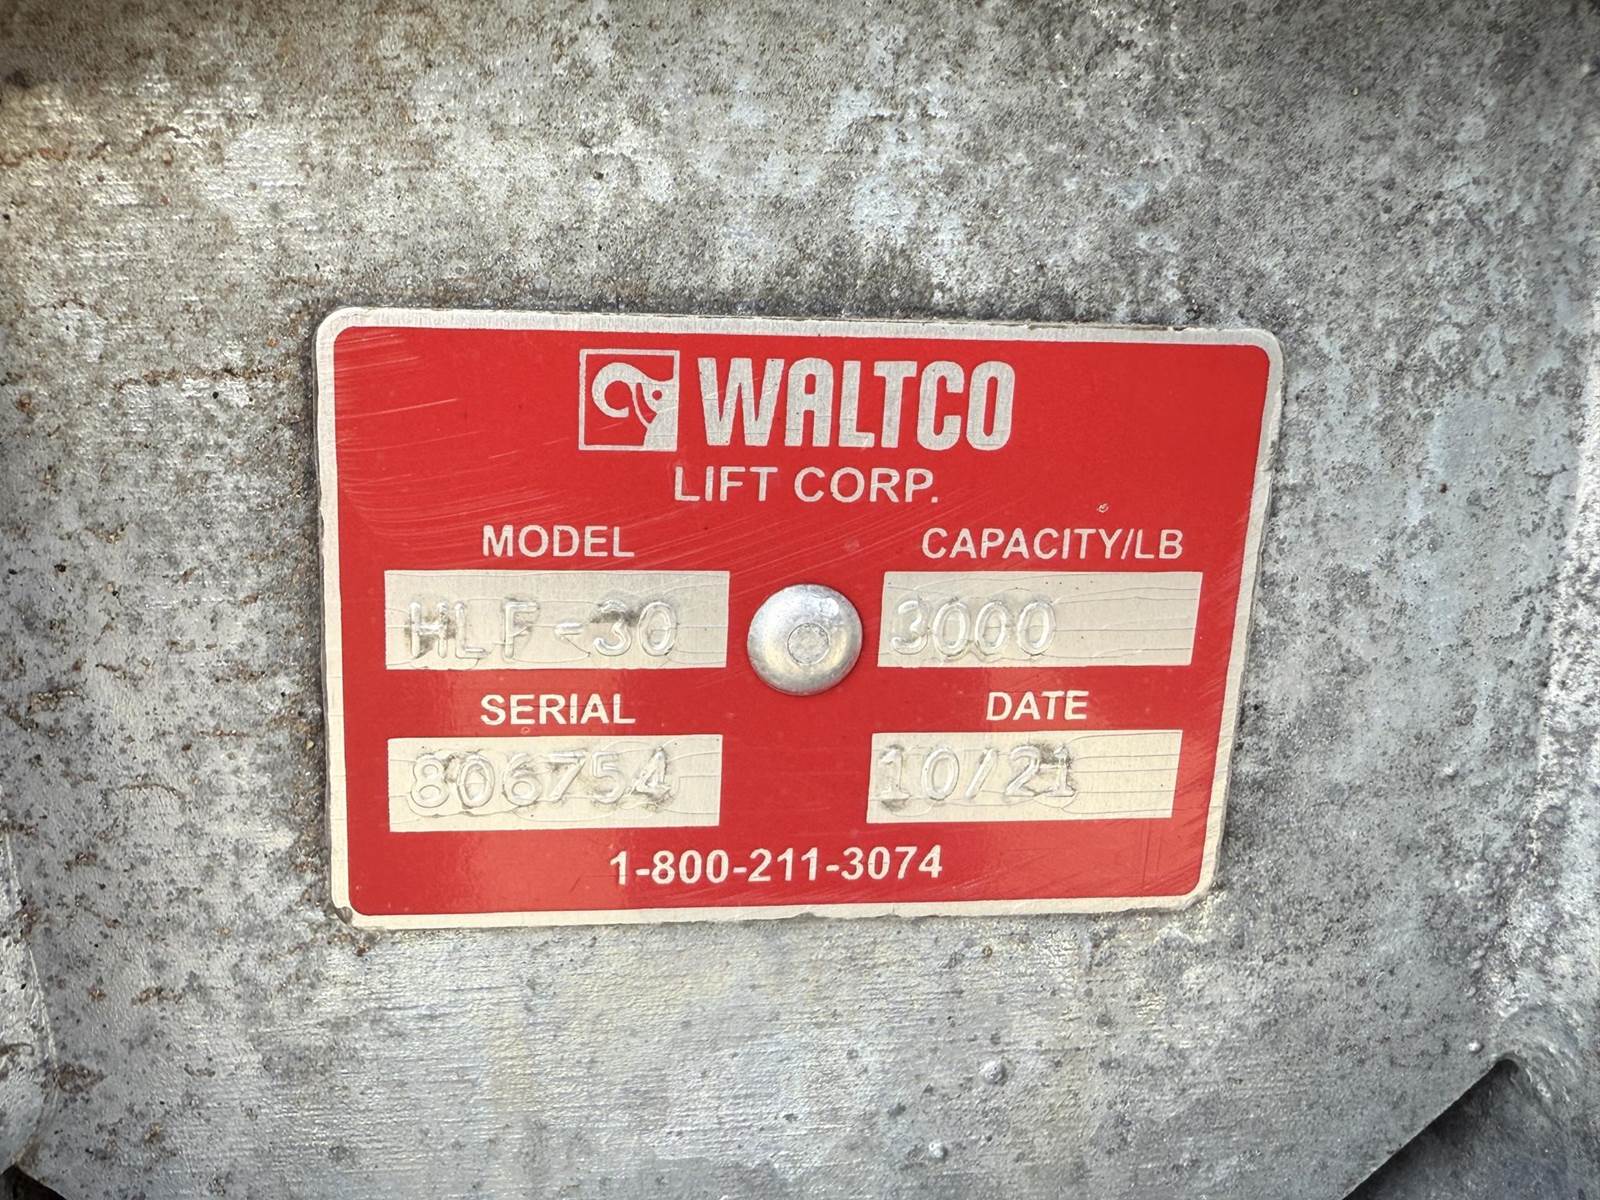 WALTCO
LIFT CORP.
MODEL CAPACITY/LB
HLF-30 3000
SERIAL DATE
806754 10/21
1-800-211-3074